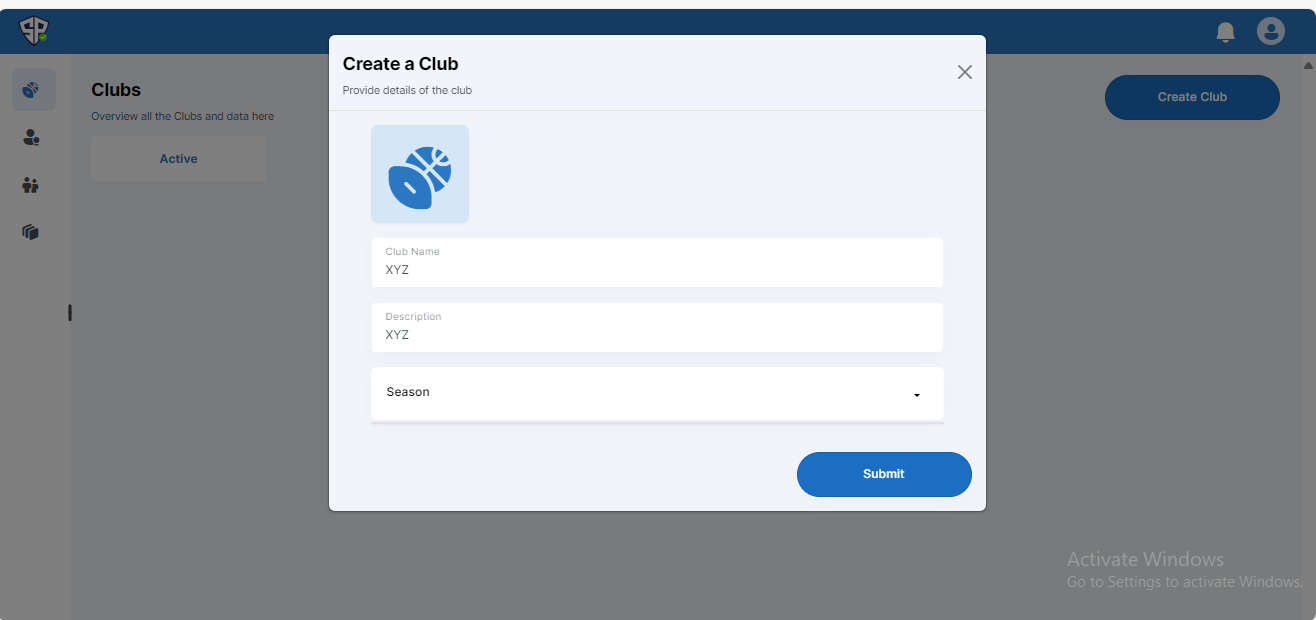 SP
Clubs
Overview all the Clubs and data here
Active
Create Club
Create a Club
Provide details of the club
Club Name
XYZ
Description
XYZ
Season
Submit
Activate Windows
Go to Settings to activate Windows.